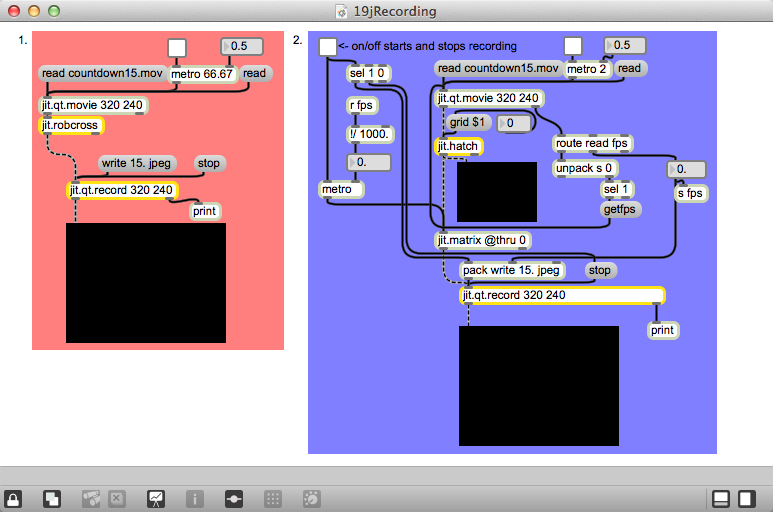 19jRecording
1.
0.5
read countdown15.mov
metro 66.67
read
jit.qt.movie 320 240
jit.robcross
write 15. jpeg
stop
jit.qt.record 320 240
print
2.
<- on/off starts and stops recording
0.5
sel 1 0
read countdown15.mov
metro 2
read
jit.qt.movie 320 240
r fps
grid $1
0
!/ 1000.
jit.hatch
route read fps
0.
unpack s 0
0.
metro
sel 1
s fps
getfps
jit.matrix @thru 0
pack write 15. jpeg
stop
jit.qt.record 320 240
print